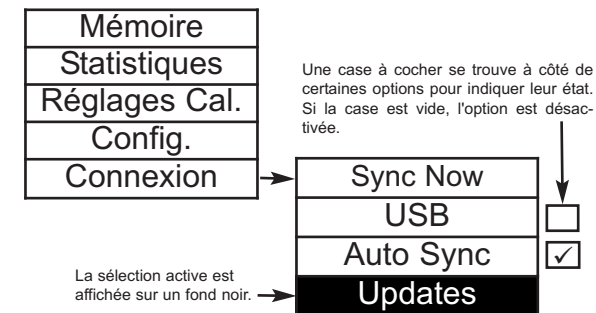 Mémoire
Statistiques
Réglages Cal.
Config.
Connexion
Une case à cocher se trouve à côté de
certaines options pour indiquer leur état.
Si la case est vide, l'option est désac-
tivée.
Sync Now
USB
Auto Sync
Updates
La sélection active est
affichée sur un fond noir.